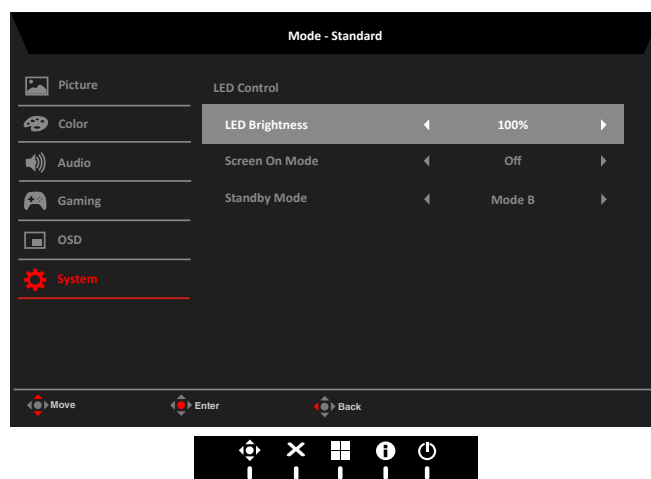 Mode - Standard
Picture
LED Control
Color
LED Brightness 100%
Audio
Screen On Mode Off
Gaming
Standby Mode Mode B
OSD
System
Move Enter Back